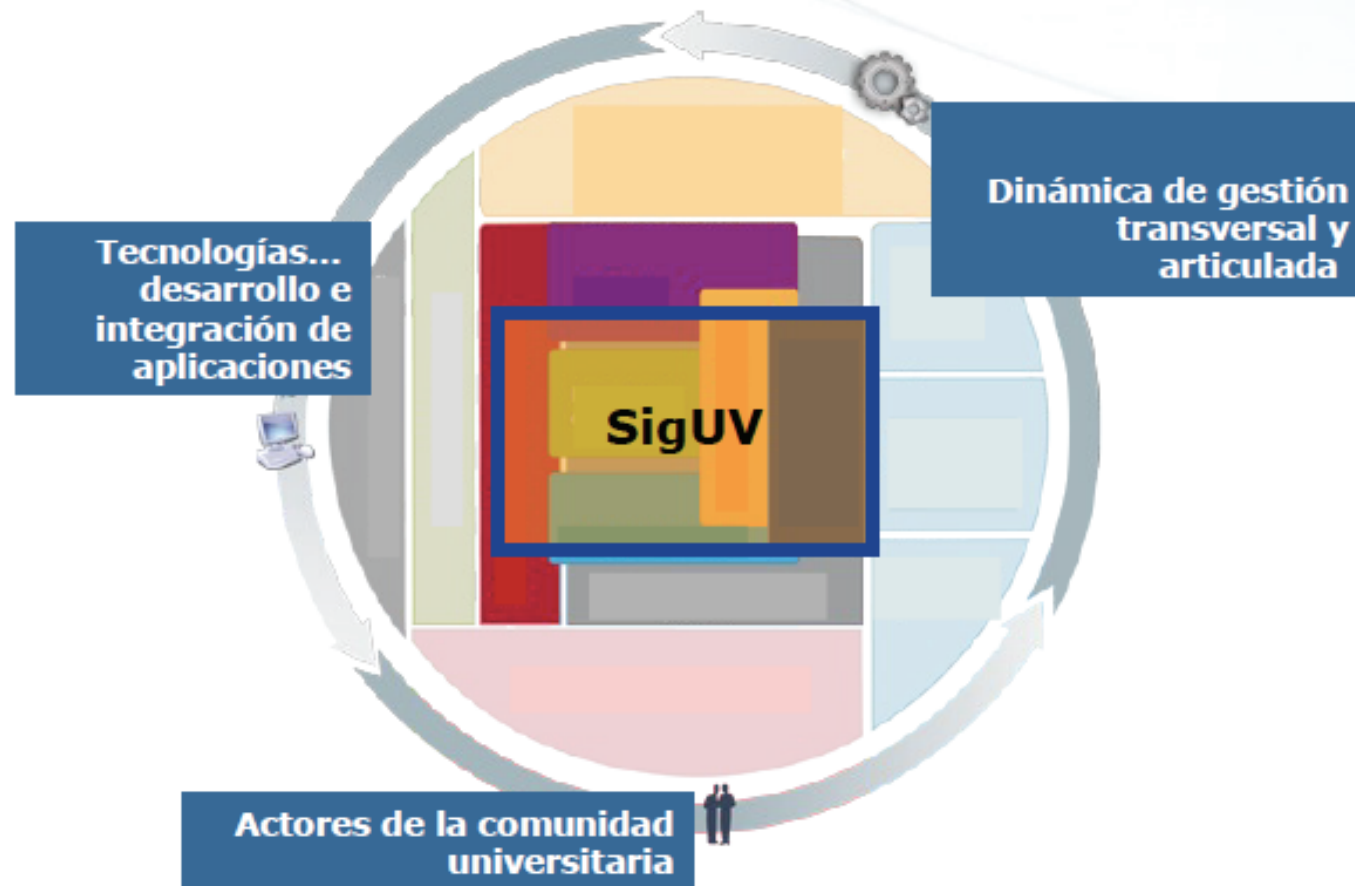 Dinámica de gestión
transversal y
articulada
Tecnologías...
desarrollo e
integración de
aplicaciones
SigUV
Actores de la comunidad
universitaria